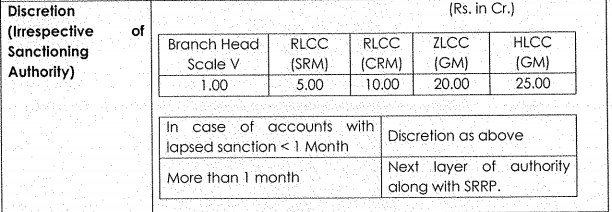 Discretion
(Irrespective of
Sanctioning
Authority)
(Rs. in Cr.)
Branch Head Scale V RLCC (SRM) RLCC (CRM) ZLCC (GM) HLCC (GM)
1.00 5.00 10.00 20.00 25.00
In case of accounts with lapsed sanction < 1 Month Discretion as above
More than 1 month Next layer of authority along with SRRP.